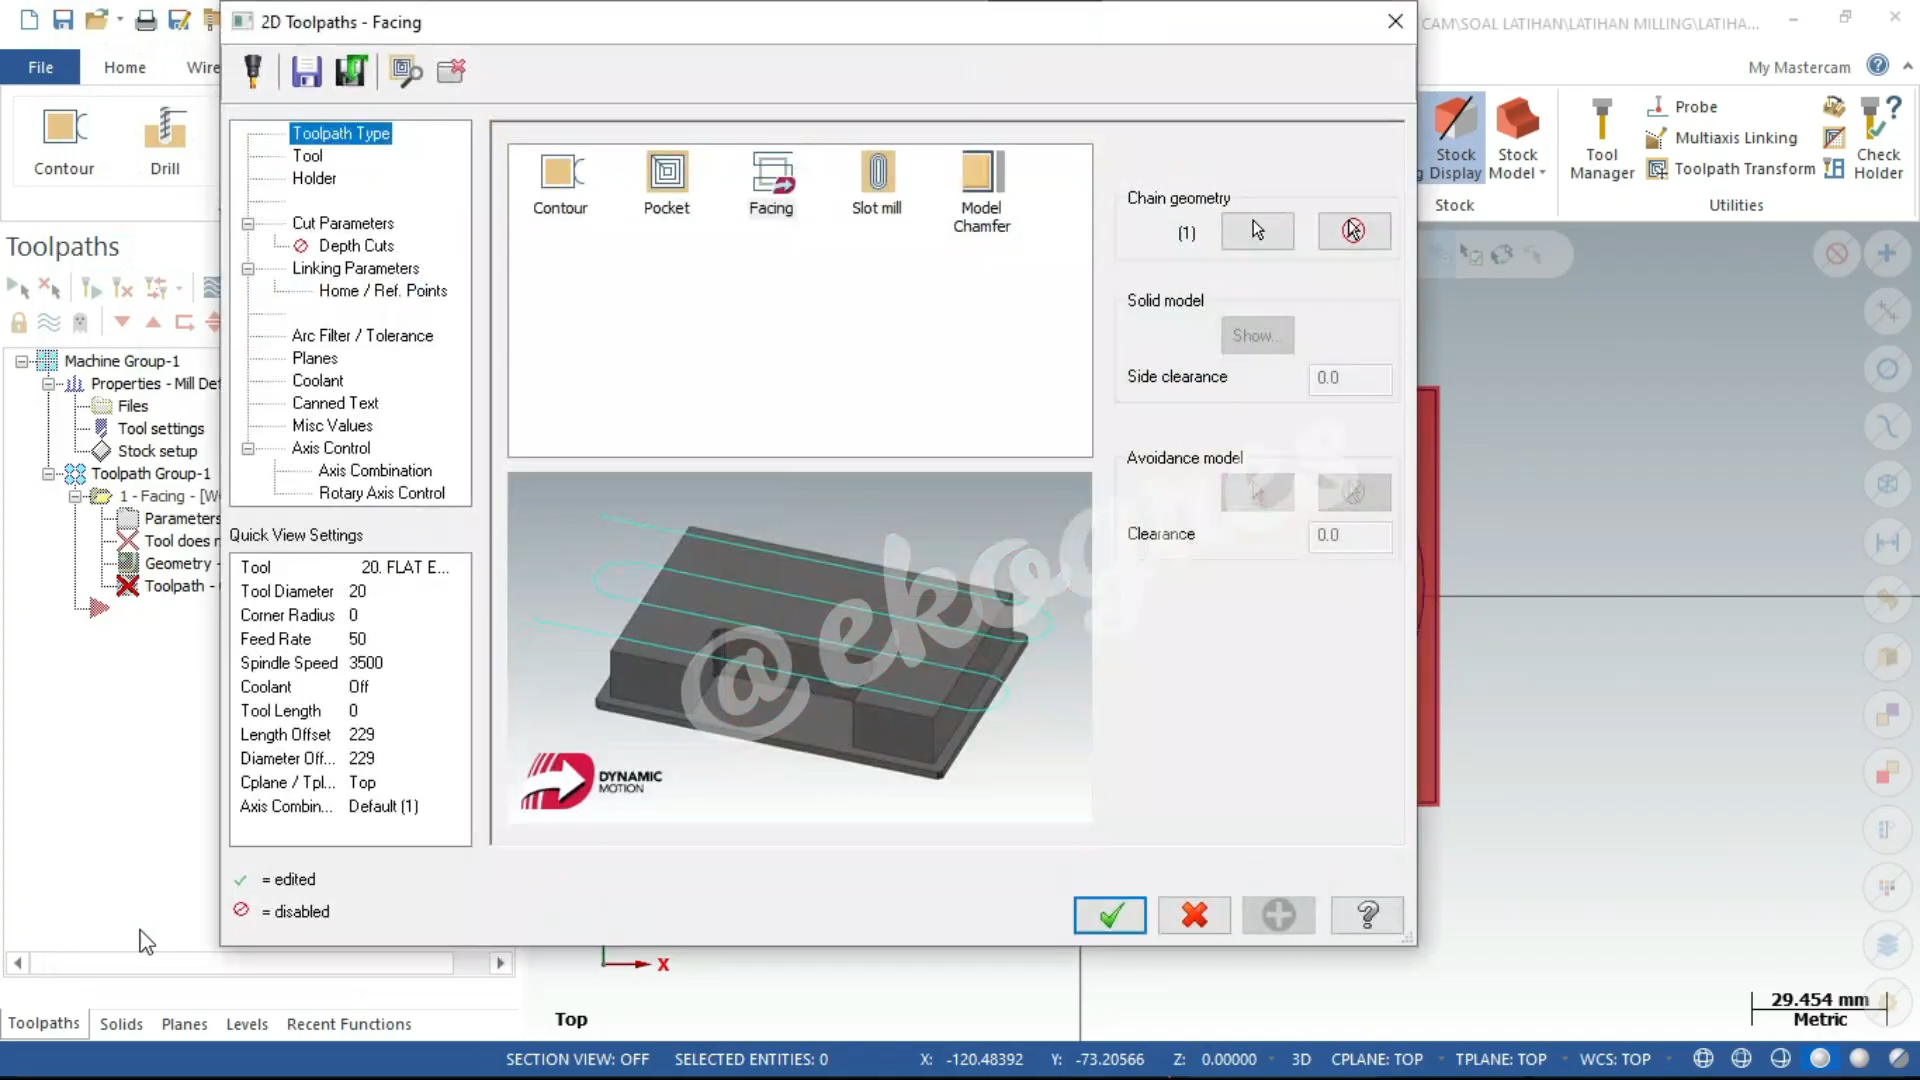 2D Toolpaths - Facing
CAM\SOAL LATIHAN\LATIHAN MILLING\LATIHA...
File
Home
Wire
My Mastercam
Contour
Drill
Stock
Display
Stock
Model
Tool
Manager
Probe
Multiaxis Linking
Toolpath Transform
Check
Holder
Stock
Utilities
Toolpaths
Machine Group-1
Properties - Mill De
Files
Tool settings
Stock setup
Toolpath Group-1
1 - Facing - [W
Parameters
Tool does
Geometry -
Toolpath -
Toolpath Type
Tool
Holder
Cut Parameters
Depth Cuts
Linking Parameters
Home / Ref. Points
Arc Filter / Tolerance
Planes
Coolant
Canned Text
Misc Values
Axis Control
Axis Combination
Rotary Axis Control
Quick View Settings
Tool 20. FLAT E...
Tool Diameter 20
Corner Radius 0
Feed Rate 50
Spindle Speed 3500
Coolant Off
Tool Length 0
Length Offset 229
Diameter Off... 229
Cplane / Tpl... Top
Axis Combin... Default (1)
= edited
= disabled
Contour
Pocket
Facing
Slot mill
Model
Chamfer
Chain geometry
(1)
Solid model
Show...
Side clearance 0.0
Avoidance model
Clearance 0.0
DYNAMIC
MOTION
X
Top
29.454 mm
Metric
Toolpaths
Solids
Planes
Levels
Recent Functions
SECTION VIEW: OFF
SELECTED ENTITIES: 0
X: -120.48392
Y: -73.20566
Z: 0.00000
3D
CPLANE: TOP
TPLANE: TOP
WCS: TOP